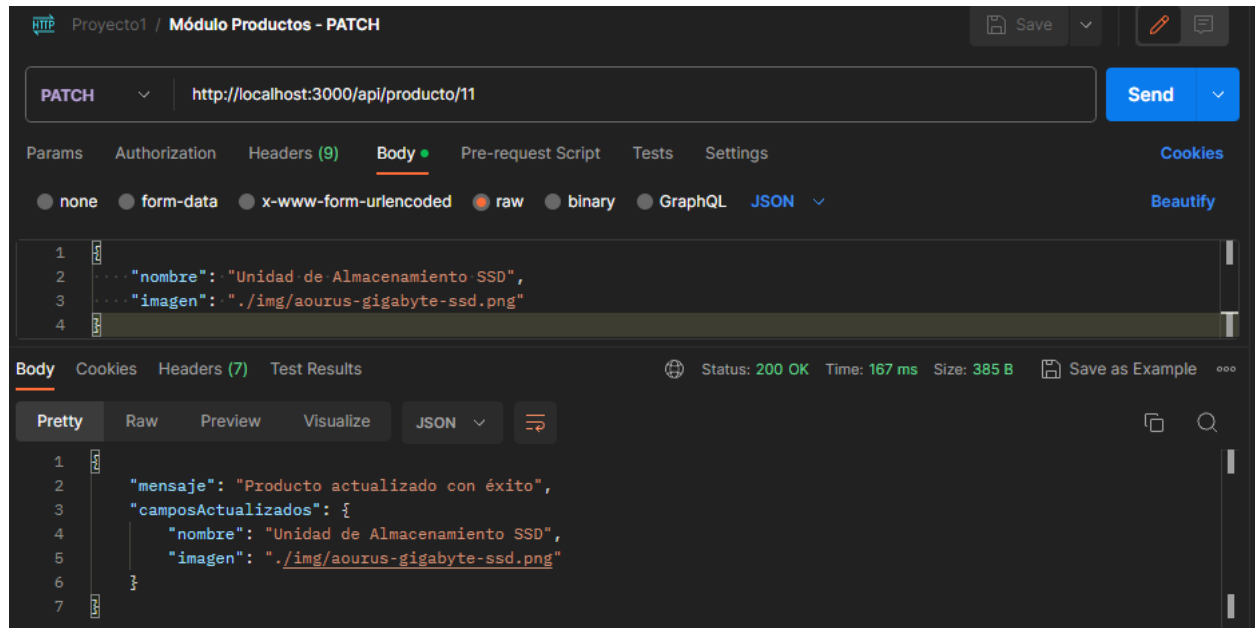 HTTP Proyecto1 / Módulo Productos - PATCH Save
PATCH http://localhost:3000/api/producto/11 Send
Params Authorization Headers (9) Body Pre-request Script Tests Settings Cookies
none form-data x-www-form-urlencoded raw binary GraphQL JSON Beautify
1 {
2 "nombre": "Unidad de Almacenamiento SSD",
3 "imagen": "./img/aourus-gigabyte-ssd.png"
4 }
Body Cookies Headers (7) Test Results Status: 200 OK Time: 167 ms Size: 385 B Save as Example
Pretty Raw Preview Visualize JSON
1 {
2 "mensaje": "Producto actualizado con éxito",
3 "camposActualizados": {
4 "nombre": "Unidad de Almacenamiento SSD",
5 "imagen": "./img/aourus-gigabyte-ssd.png"
6 }
7 }